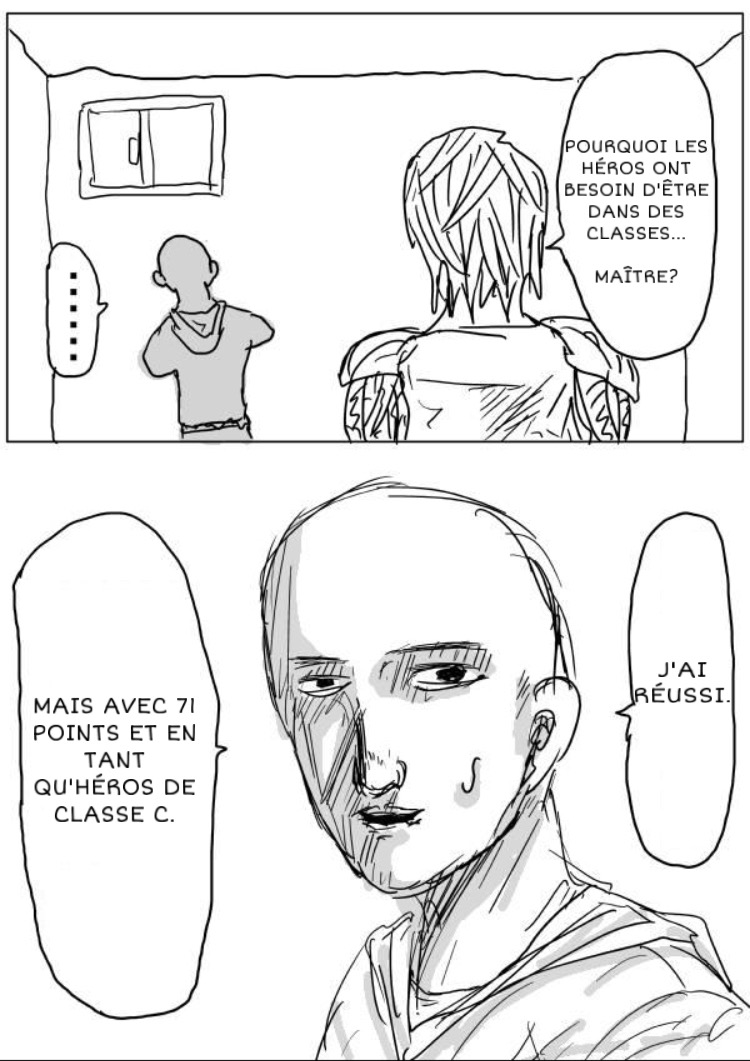 POURQUOI LES
HÉROS ONT
BESOIN D'ÊTRE
DANS DES
CLASSES...
MAÎTRE?
......
J'AI
RÉUSSI.
MAIS AVEC 71
POINTS ET EN
TANT
QU'HÉROS DE
CLASSE C.